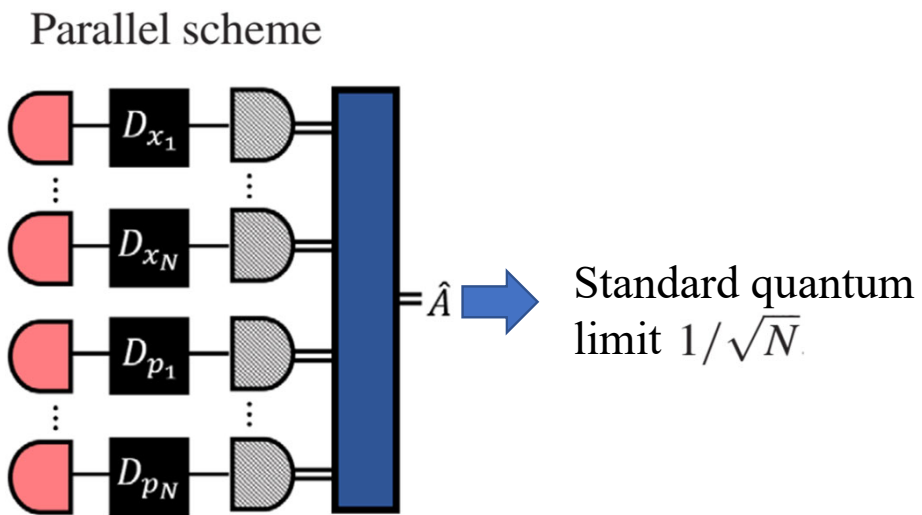 Parallel scheme
D_{x_1}
⋮ ⋮
D_{x_N}
= Â
Standard quantum
limit 1/√N.
D_{p_1}
⋮ ⋮
D_{p_N}